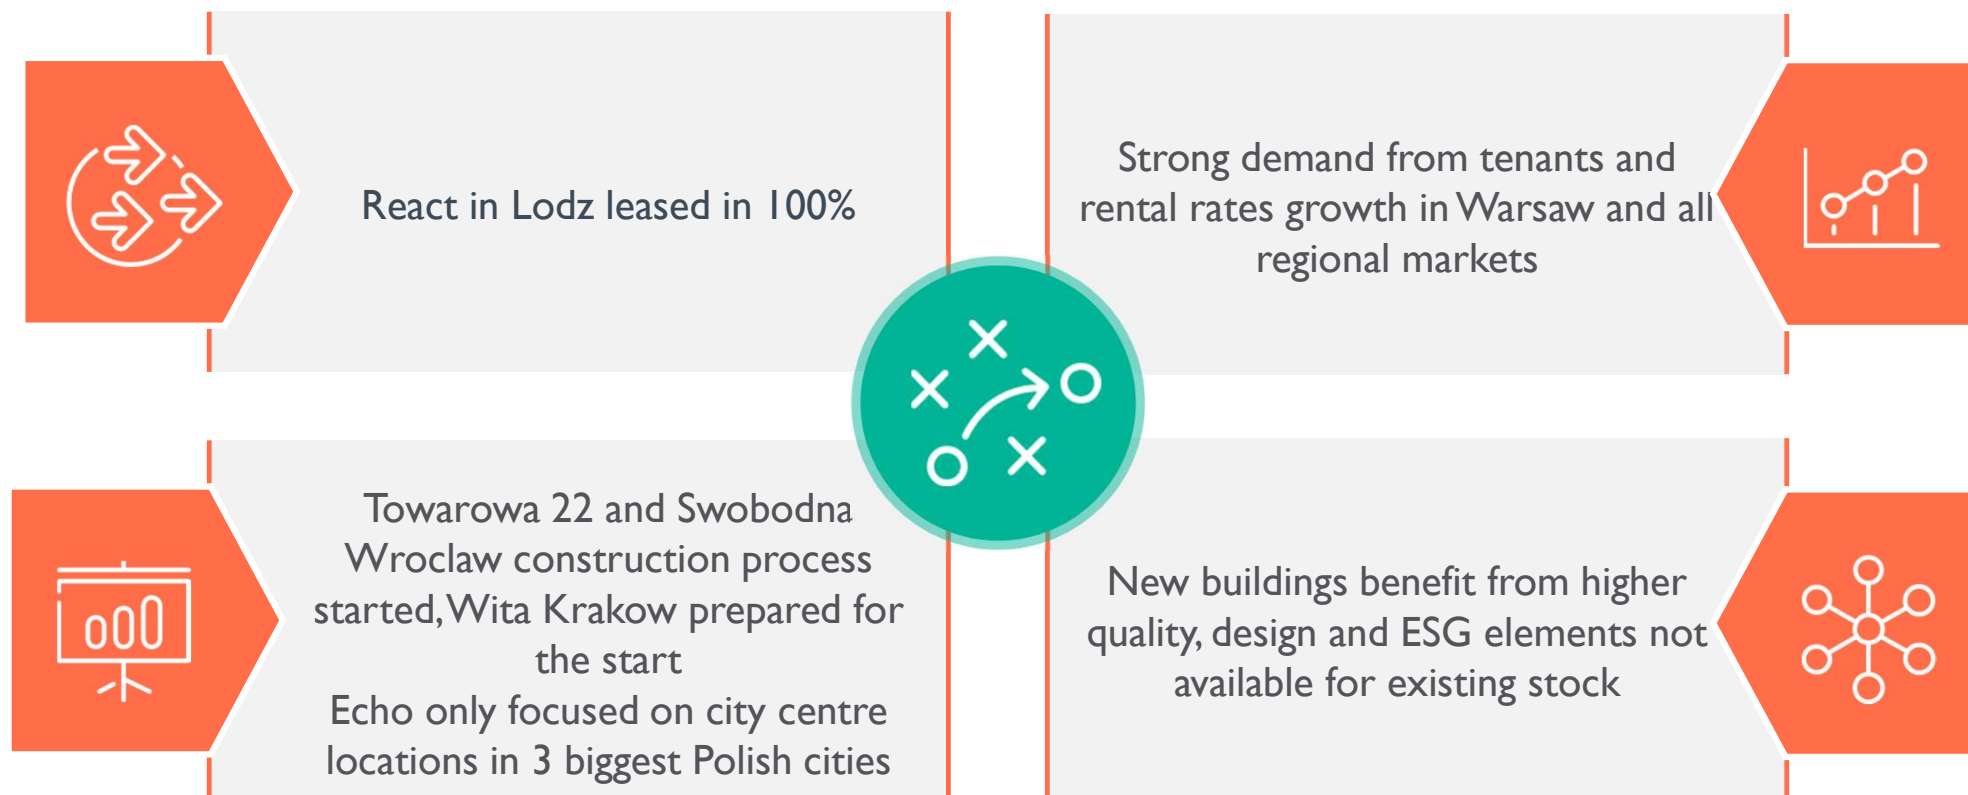 React in Lodz leased in 100%
Strong demand from tenants and
rental rates growth in Warsaw and all
regional markets
Towarowa 22 and Swobodna
Wroclaw construction process
started, Wita Krakow prepared for
the start
Echo only focused on city centre
locations in 3 biggest Polish cities
New buildings benefit from higher
quality, design and ESG elements not
available for existing stock